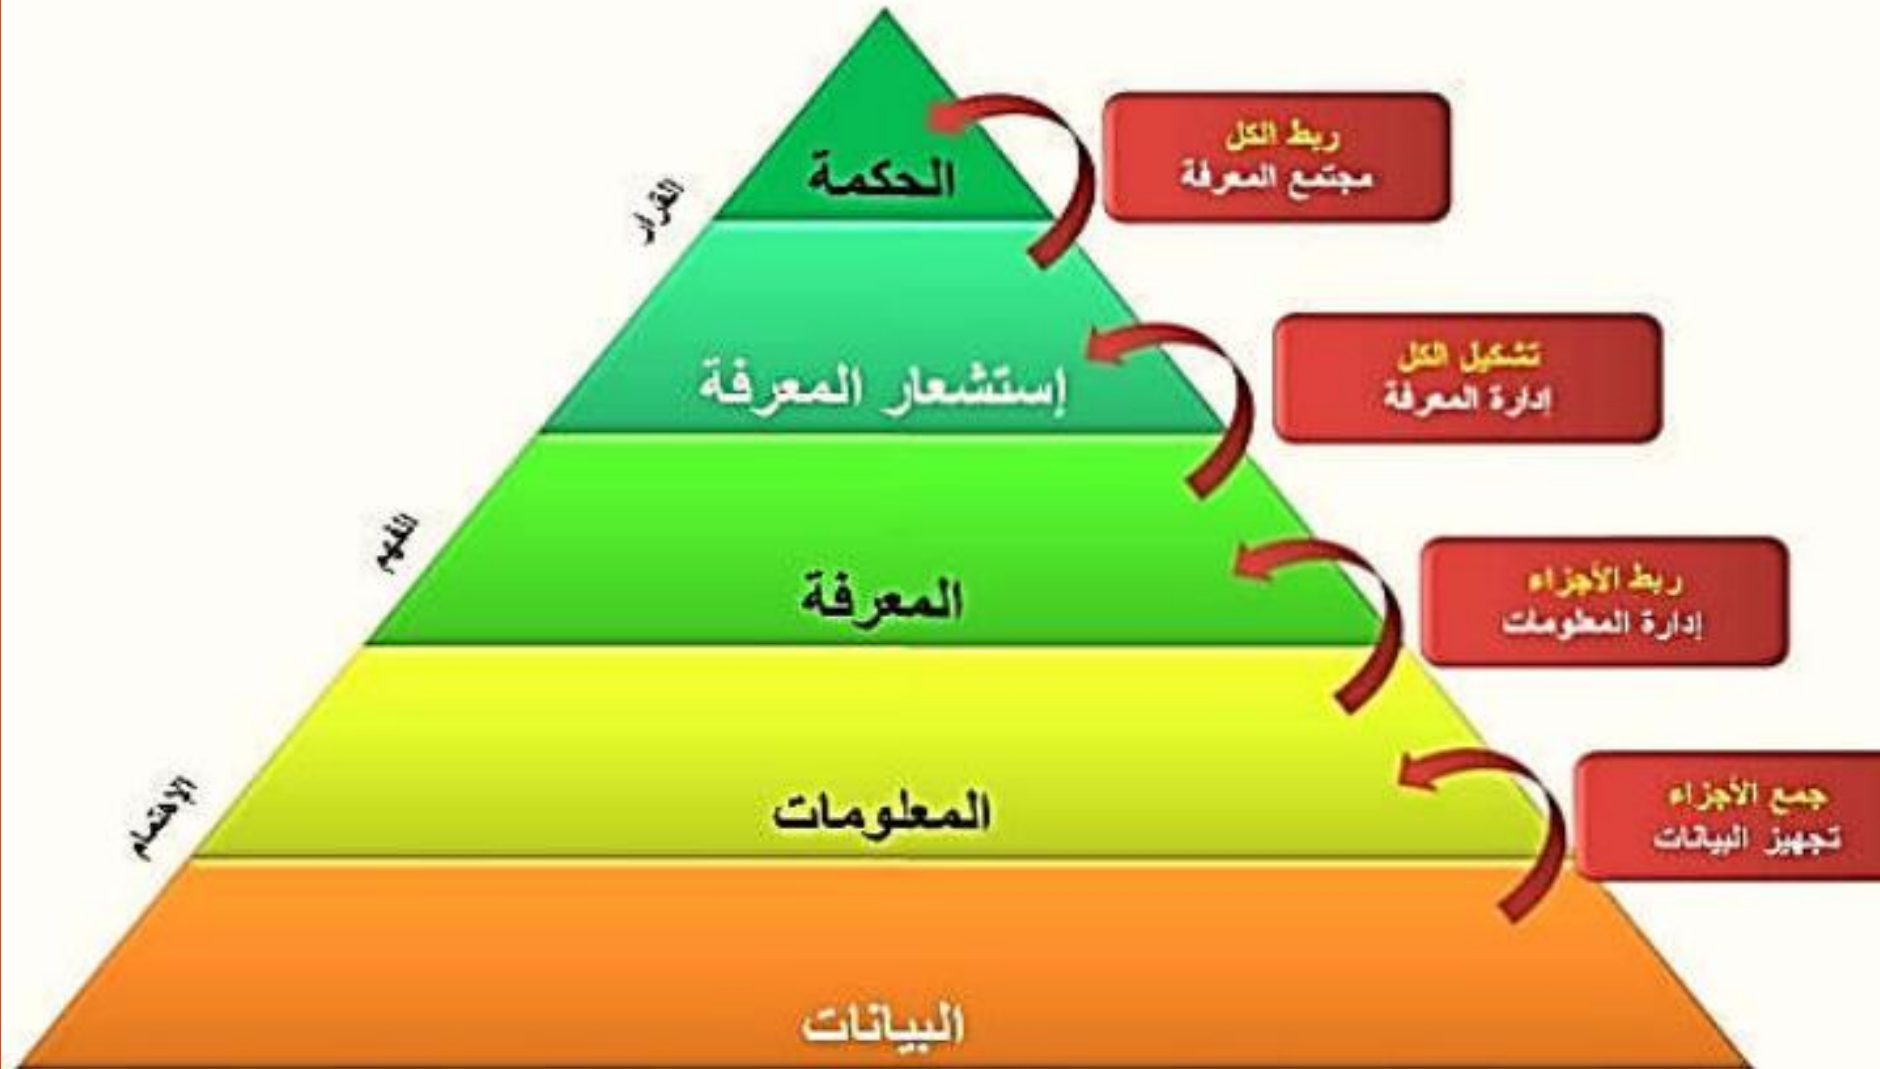 ربط الكل
مجتمع المعرفة
الحكمة
القرار
تشكيل الكل
إدارة المعرفة
إستشعار المعرفة
ربط الأجزاء
إدارة المعلومات
المعرفة
الفهم
جمع الأجزاء
تجهيز البيانات
المعلومات
الإهتمام
البيانات